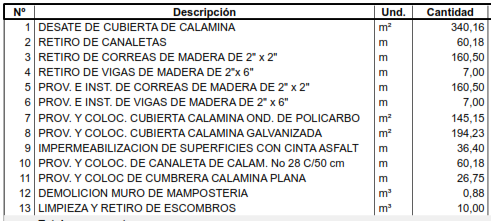 Nº Descripción Und. Cantidad
1 DESATE DE CUBIERTA DE CALAMINA m² 340,16
2 RETIRO DE CANALETAS m 60,18
3 RETIRO DE CORREAS DE MADERA DE 2" x 2" m 160,50
4 RETIRO DE VIGAS DE MADERA DE 2"x 6" m 7,00
5 PROV. E INST. DE CORREAS DE MADERA DE 2" x 2" m 160,50
6 PROV. E INST. DE VIGAS DE MADERA DE 2" x 6" m 7,00
7 PROV. Y COLOC. CUBIERTA CALAMINA OND. DE POLICARBO m² 145,15
8 PROV. Y COLOC. CUBIERTA CALAMINA GALVANIZADA m² 194,23
9 IMPERMEABILIZACION DE SUPERFICIES CON CINTA ASFALT m 36,40
10 PROV. Y COLOC. DE CANALETA DE CALAM. No 28 C/50 cm m 60,18
11 PROV. Y COLOC DE CUMBRERA CALAMINA PLANA m 26,75
12 DEMOLICION MURO DE MAMPOSTERIA m³ 0,88
13 LIMPIEZA Y RETIRO DE ESCOMBROS m³ 10,00